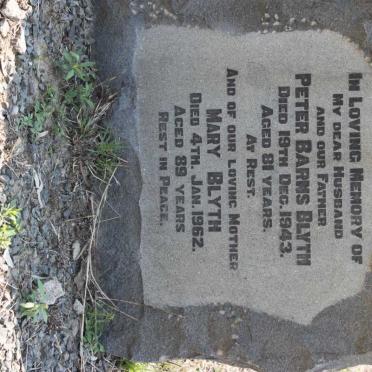 In Loving Memory of
My Dear Husband
and our Father
Peter Barns Blyth
Died 19th Dec. 1943.
Aged 81 years.
At Rest.
And of our loving Mother
Mary Blyth
Died 4th. Jan. 1962.
Aged 89 years
Rest in Peace.